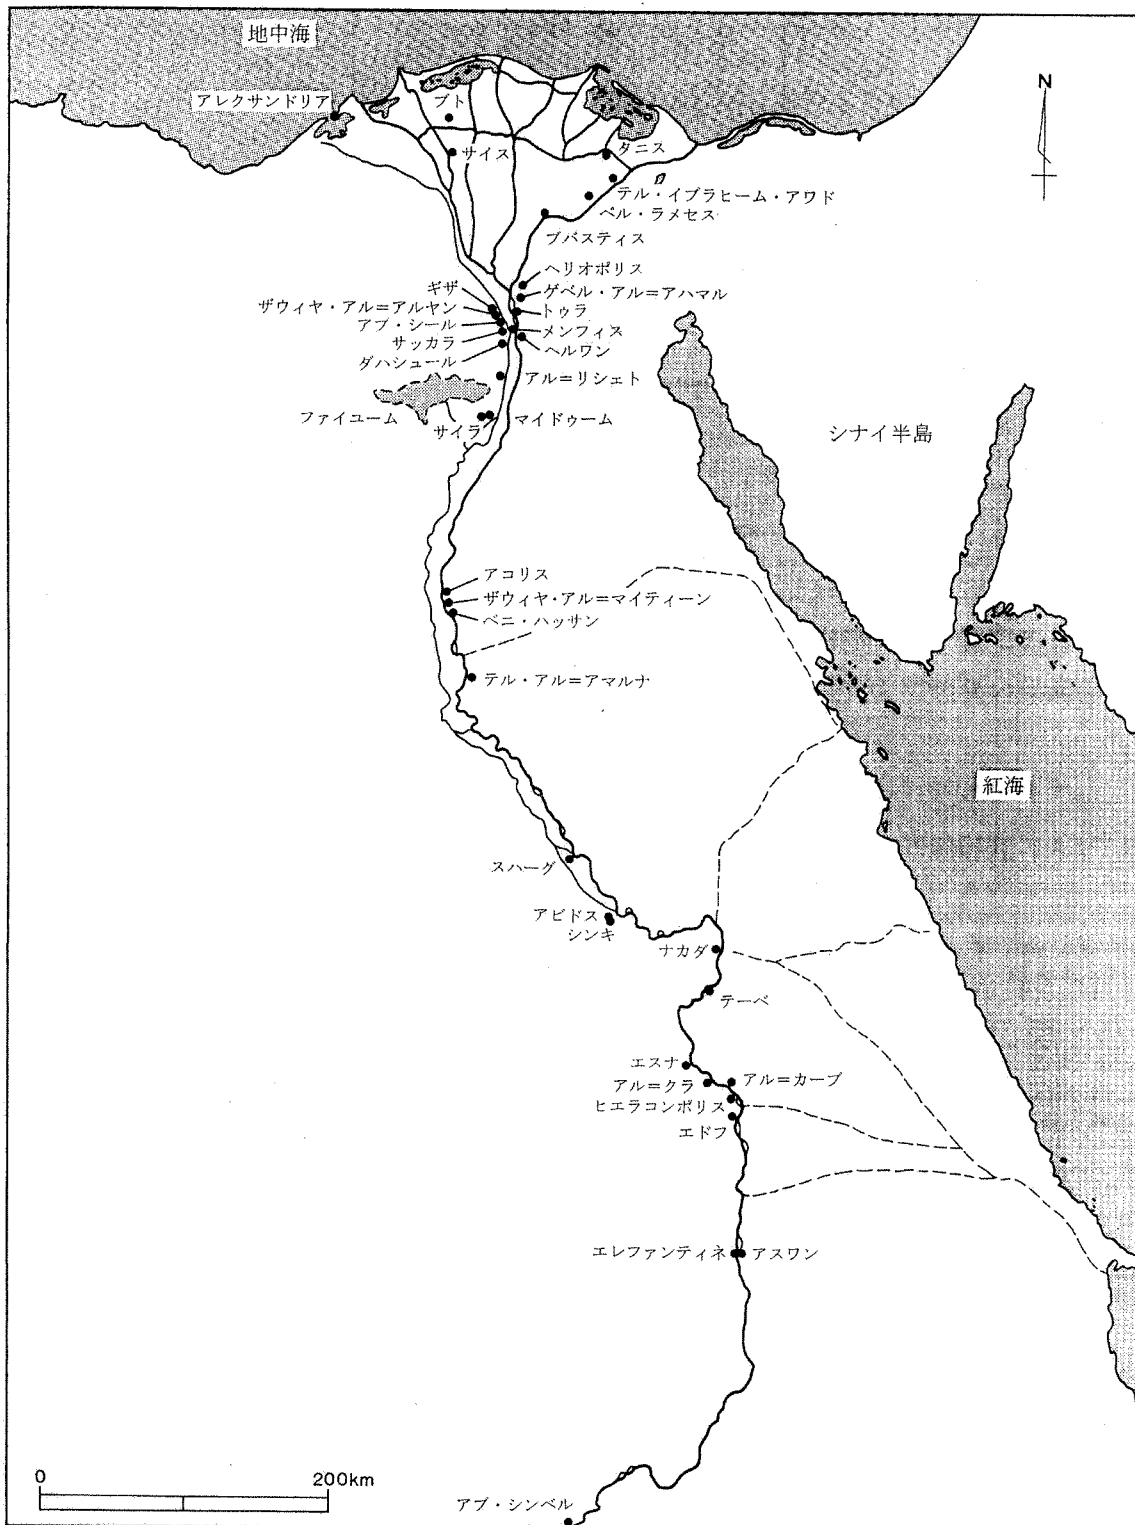 地中海
アレクサンドリア
ブト
サイス
タニス
テル・イブラヒーム・アワド
ペル・ラメセス
ブバスティス
N
ヘリオポリス
ギザ
ゲベル・アル＝アハマル
ザウィヤ・アル＝アルヤン
トゥラ
アブ・シール
メンフィス
サッカラ
ヘルワン
ダハシュール
アル＝リシェト
ファイユーム
サイラ
マイドゥーム
シナイ半島
アコリス
ザウィヤ・アル＝マイティーン
ベニ・ハッサン
テル・アル＝アマルナ
紅海
スハーグ
アビドス
シンキ
ナカダ
テーベ
エスナ
アル＝クラ
アル＝カーブ
ヒエラコンポリス
エドフ
エレファンティネ
アスワン
0
200km
アブ・シンベル